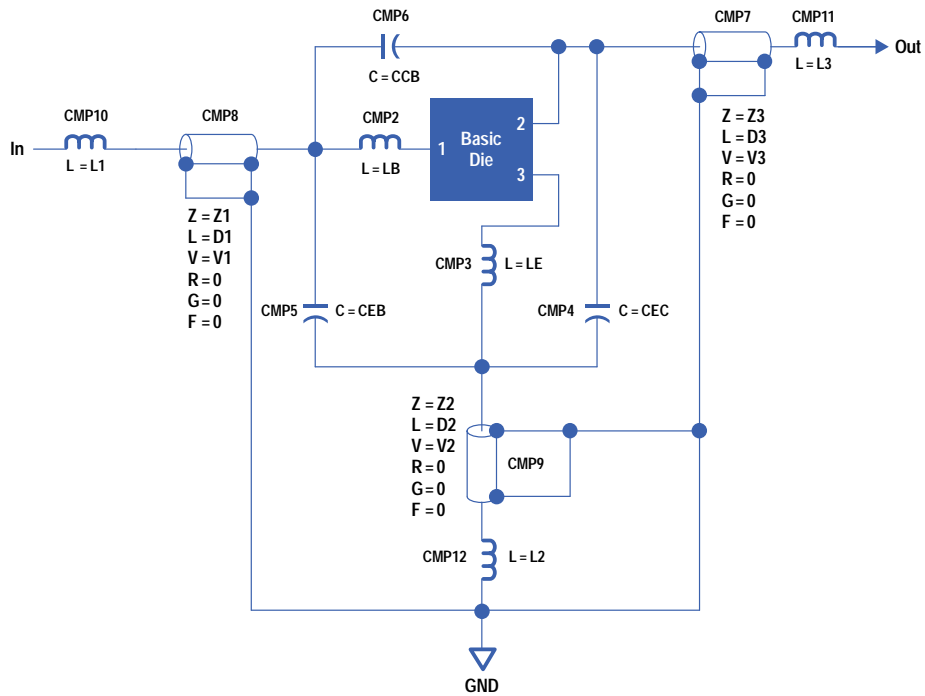 CMP6
C = CCB
CMP7
CMP11
L = L3
Out
Z = Z3
L = D3
V = V3
R = 0
G = 0
F = 0
In
CMP10
L = L1
CMP8
Z = Z1
L = D1
V = V1
R = 0
G = 0
F = 0
CMP2
L = LB
1
Basic
Die
2
3
CMP3
L = LE
CMP5
C = CEB
CMP4
C = CEC
Z = Z2
L = D2
V = V2
R = 0
G = 0
F = 0
CMP9
CMP12
L = L2
GND